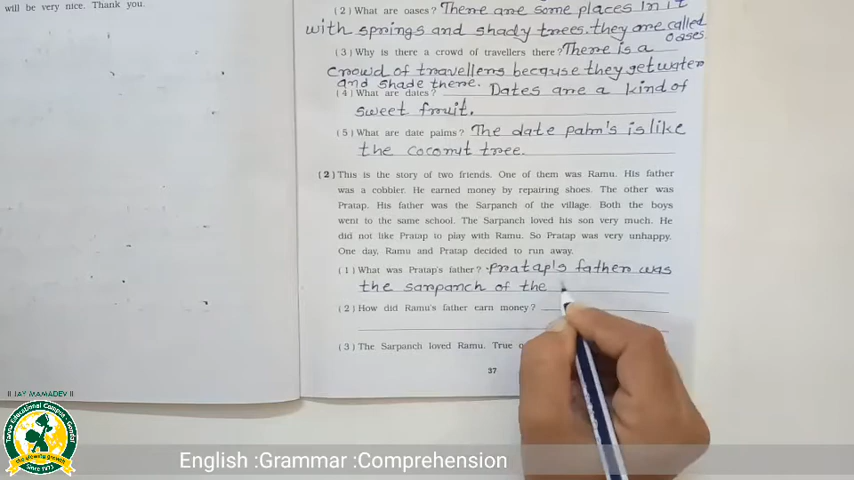 will be very nice. Thank you.
(2) What are oases? There are some places in it
with springs and shady trees. they are called
oases
(3) Why is there a crowd of travellers there? There is a
crowd of travellers because they get water
and shade there.
(4) What are dates? Dates are a kind of
sweet fruit.
(5) What are date palms? The date pahm's is like
the coconut tree.
(2) This is the story of two friends. One of them was Ramu. His father
was a cobbler. He earned money by repairing shoes. The other was
Pratap. His father was the Sarpanch of the village. Both the boys
went to the same school. The Sarpanch loved his son very much. He
did not like Pratap to play with Ramu. So Pratap was very unhappy.
One day, Ramu and Pratap decided to run away.
(1) What was Pratap's father? Pratap's father was
the sarpanch of the
(2) How did Ramu's father earn money?
(3) The Sarpanch loved Ramu. True
37
|| JAY MAMADEV ||
English :Grammar :Comprehension